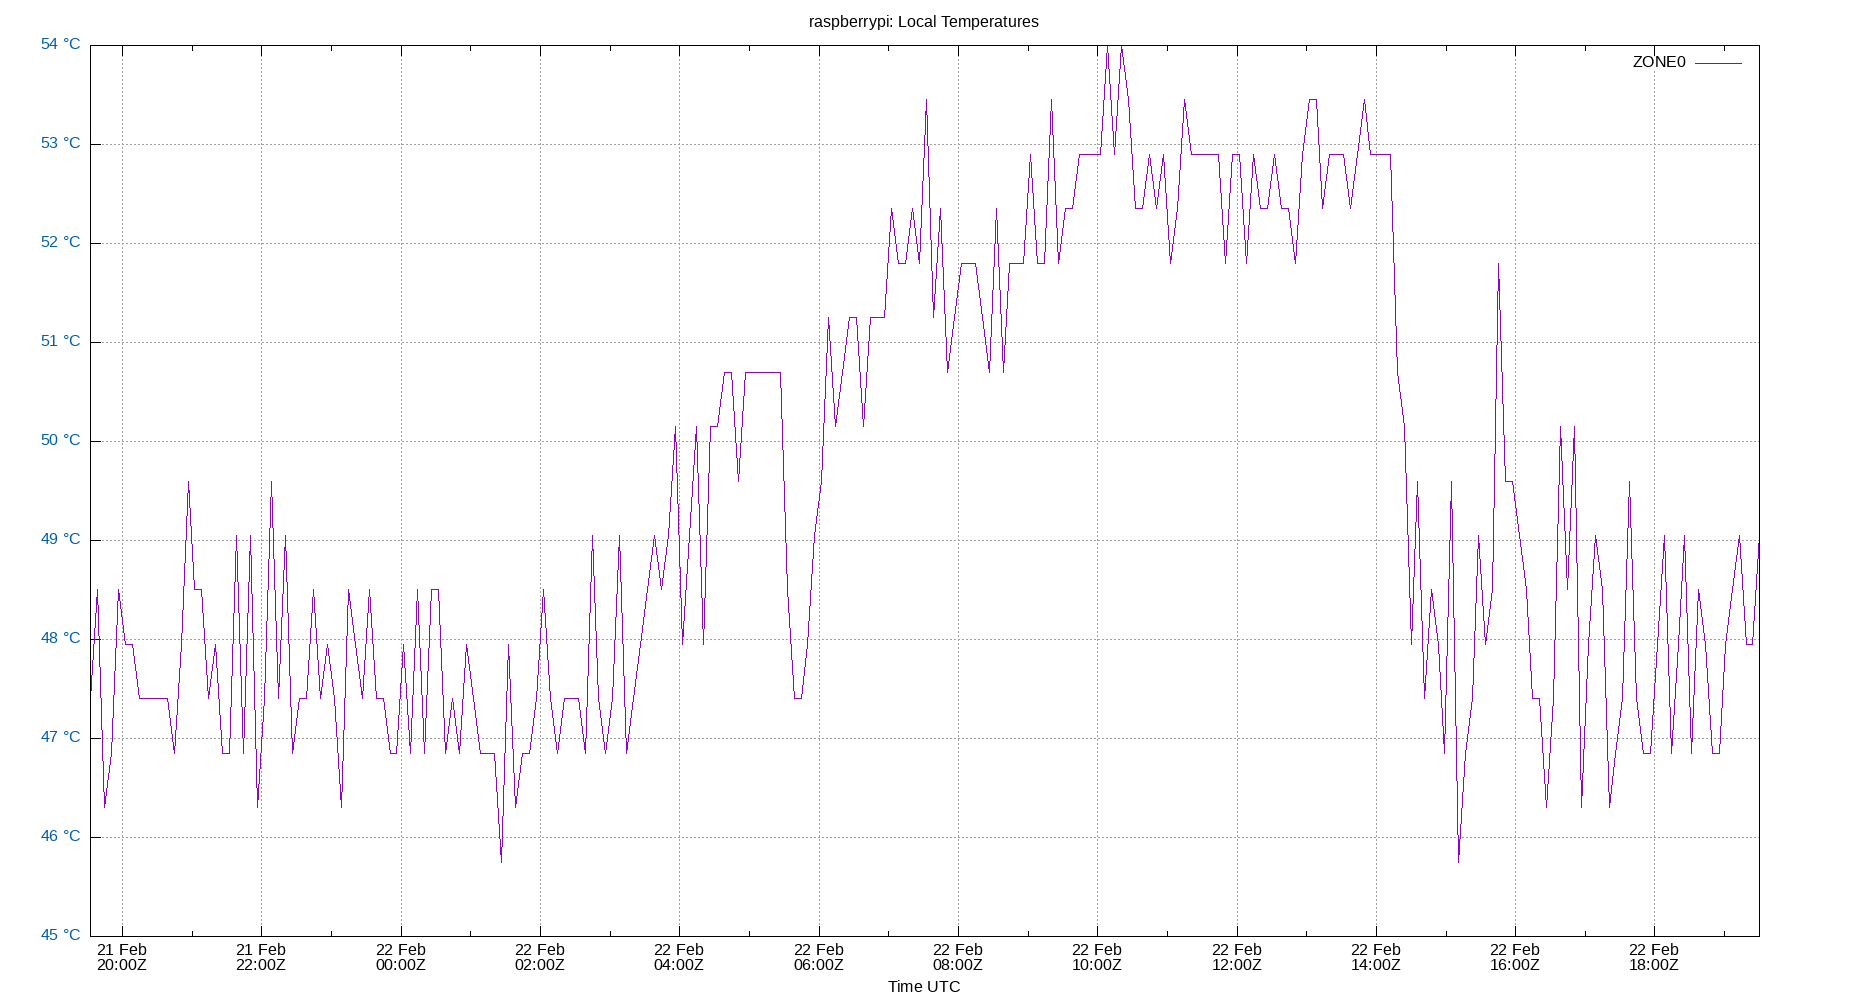 raspberrypi: Local Temperatures
54 °C
ZONE0
53 °C
52 °C
51 °C
50 °C
49 °C
48 °C
47 °C
46 °C
45 °C
21 Feb 21 Feb 22 Feb 22 Feb 22 Feb 22 Feb 22 Feb 22 Feb 22 Feb 22 Feb 22 Feb 22 Feb
20:00Z 22:00Z 00:00Z 02:00Z 04:00Z 06:00Z 08:00Z 10:00Z 12:00Z 14:00Z 16:00Z 18:00Z
Time UTC